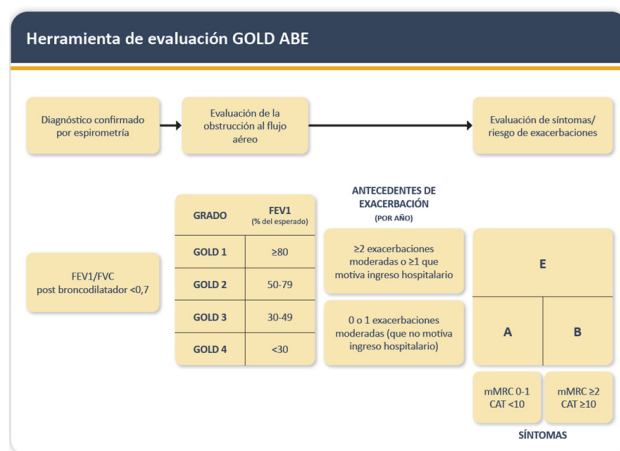 Herramienta de evaluación GOLD ABE
Diagnóstico confirmado
por espirometría
Evaluación de la
obstrucción al flujo
aéreo
Evaluación de síntomas/
riesgo de exacerbaciones
FEV1/FVC
post broncodilatador <0,7
GRADO
FEV1
(% del esperado)
GOLD 1
≥80
GOLD 2
50-79
GOLD 3
30-49
GOLD 4
<30
ANTECEDENTES DE
EXACERBACIÓN
(POR AÑO)
≥2 exacerbaciones
moderadas o ≥1 que
motiva ingreso hospitalario
0 o 1 exacerbaciones
moderadas (que no motiva
ingreso hospitalario)
E
A
B
mMRC 0-1
CAT <10
mMRC ≥2
CAT ≥10
SÍNTOMAS